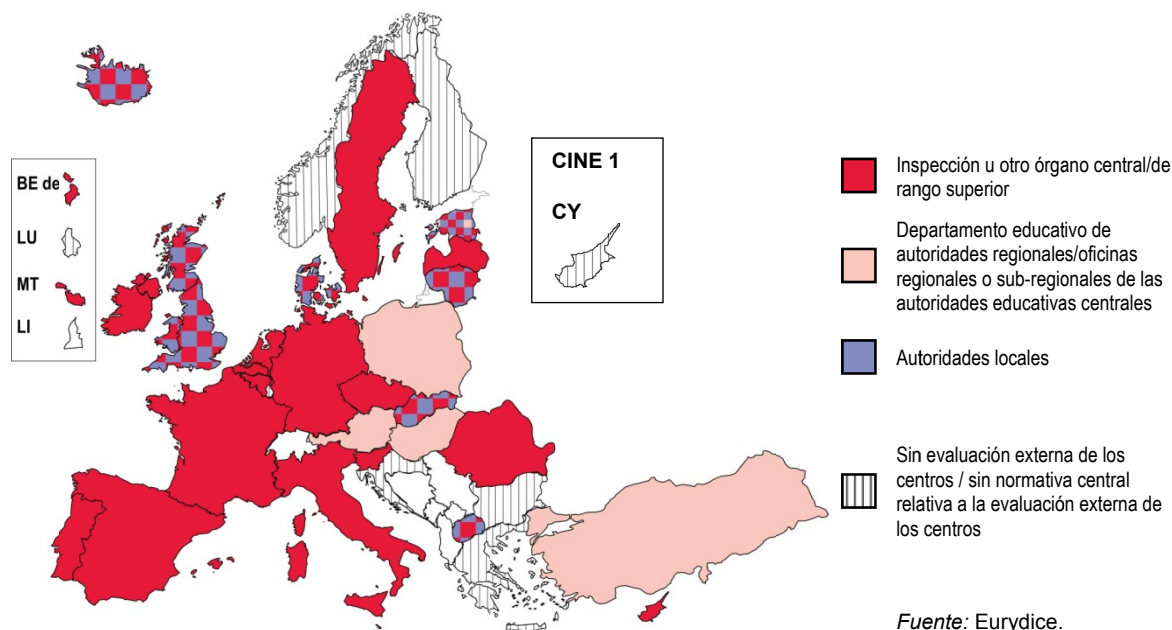 BE de
LU
MT
LI
CINE 1
CY
Inspección u otro órgano central/de
rango superior
Departamento educativo de
autoridades regionales/oficinas
regionales o sub-regionales de las
autoridades educativas centrales
Autoridades locales
Sin evaluación externa de los
centros / sin normativa central
relativa a la evaluación externa de
los centros
Fuente: Eurydice.